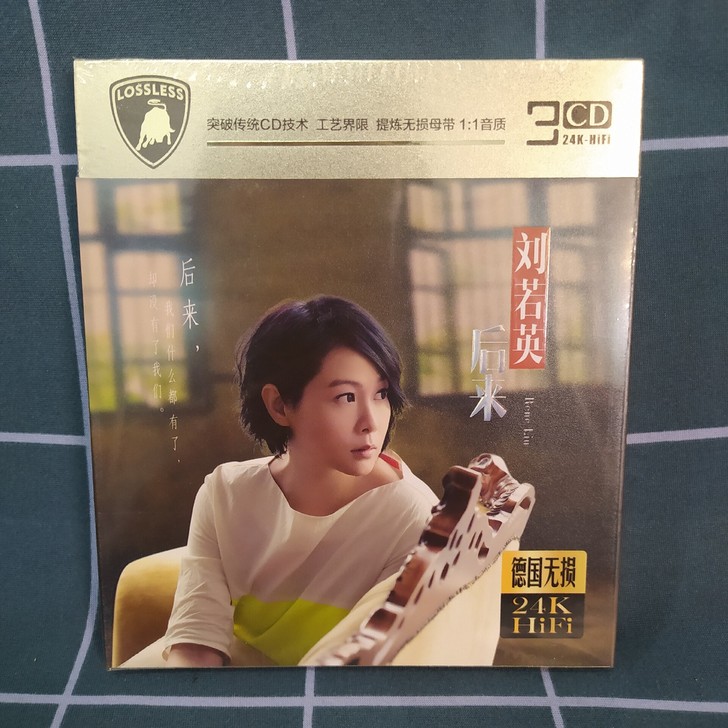 LOSSLESS
突破传统CD技术 工艺界限 提炼无损母带 1:1音质
3CD
24K-HiFi
刘若英
后来
Rene Liu
后来，
我们什么都有了，
却没有了我们。
德国无损
24K
HiFi